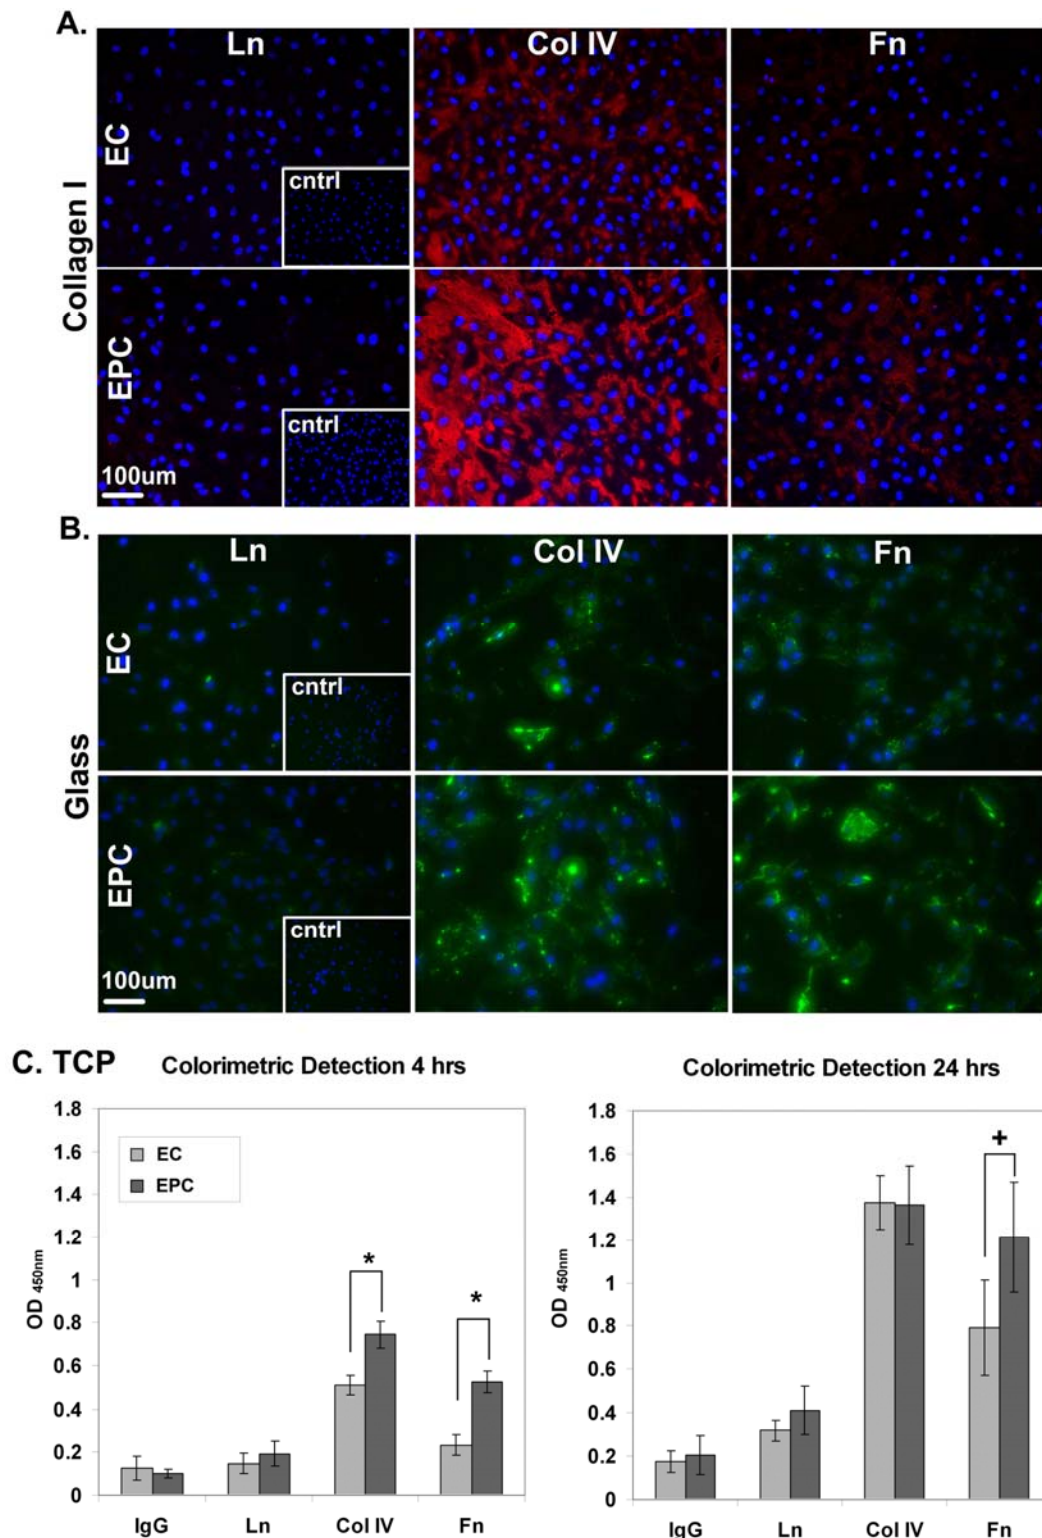 A.
Ln Col IV Fn
EC
cntrl
Collagen I
EPC
cntrl
100um
B.
Ln Col IV Fn
EC
cntrl
Glass
EPC
cntrl
100um
C. TCP
Colorimetric Detection 4 hrs
1.8
1.6
1.4
1.2
1
0.8
0.6
0.4
0.2
0
OD 450nm
EC
EPC
*
*
IgG Ln Col IV Fn
Colorimetric Detection 24 hrs
1.8
1.6
1.4
1.2
1
0.8
0.6
0.4
0.2
0
OD 450nm
+
IgG Ln Col IV Fn